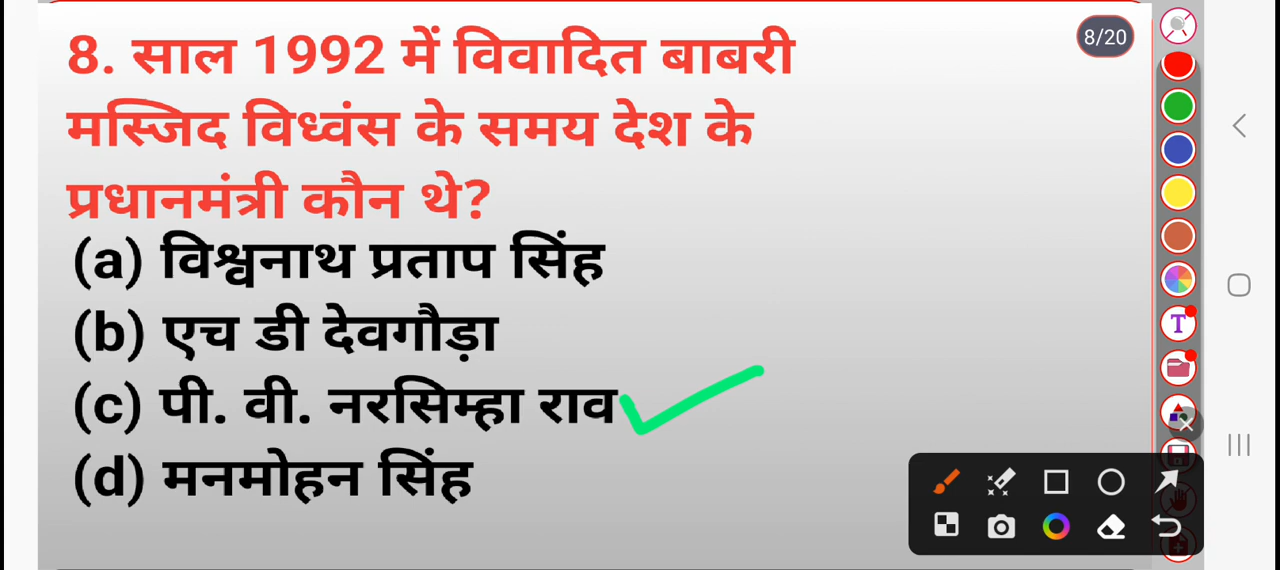 8. साल 1992 में विवादित बाबरी
मस्जिद विध्वंस के समय देश के
प्रधानमंत्री कौन थे?
(a) विश्वनाथ प्रताप सिंह
(b) एच डी देवगौड़ा
(c) पी. वी. नरसिम्हा राव
(d) मनमोहन सिंह
8/20
T